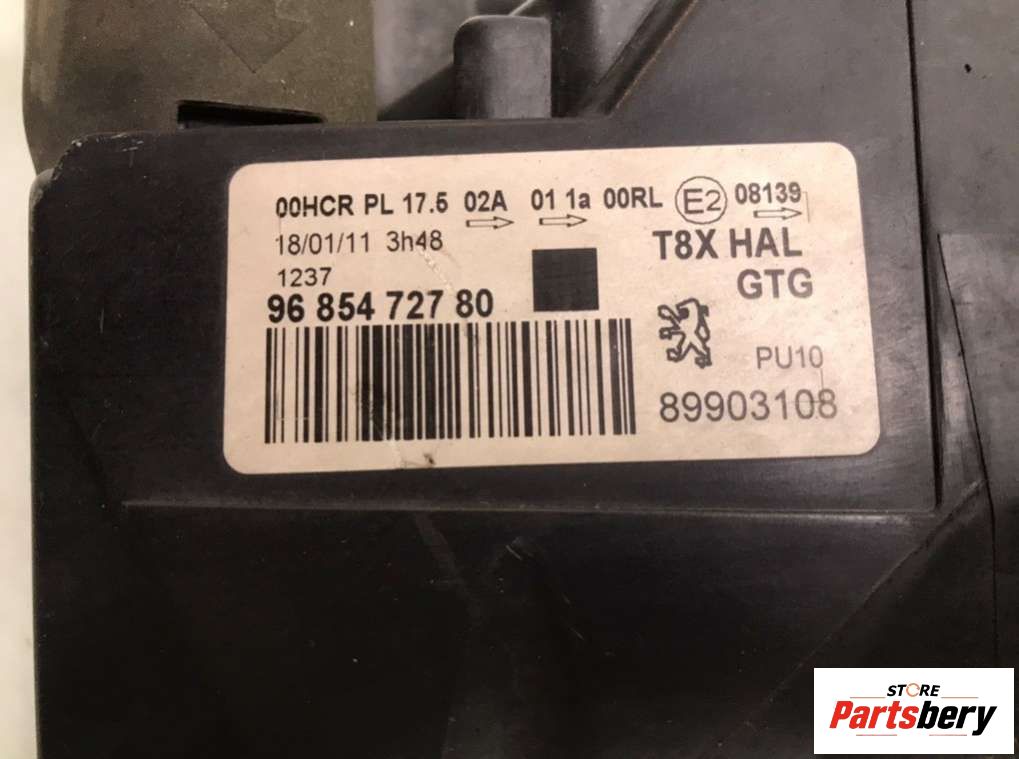 00HCR PL 17.5 02A 01 1a 00RL E2 08139
18/01/11 3h48
T8X HAL
1237
GTG
96 854 727 80
PU10
89903108
STORE
Partsbery